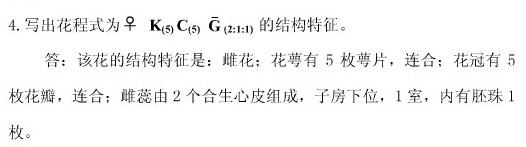 4. 写出花程式为♀ K(5) C(5) Ḡ(2:1:1) 的结构特征。
答：该花的结构特征是：雌花；花萼有 5 枚萼片，连合；花冠有 5
枚花瓣，连合；雌蕊由 2 个合生心皮组成，子房下位，1 室，内有胚珠 1
枚。